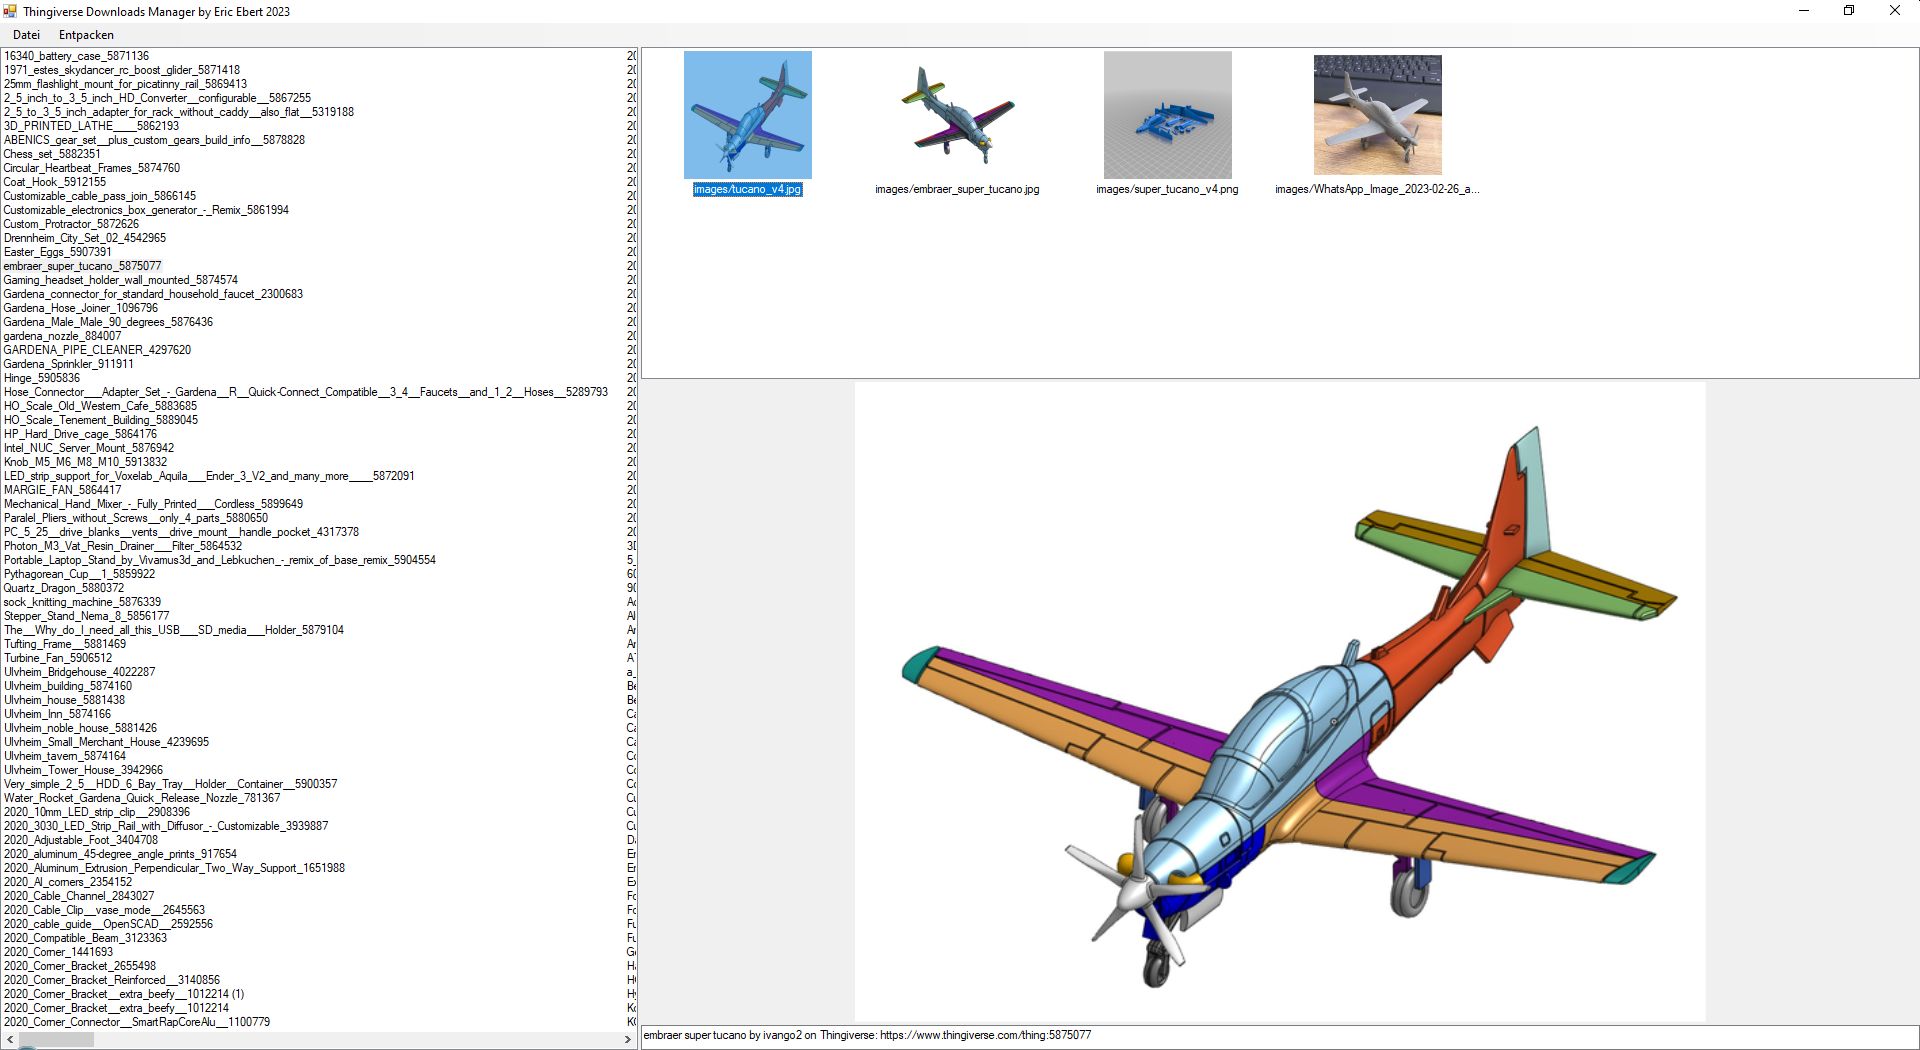 Thingiverse Downloads Manager by Eric Ebert 2023
Datei Entpacken
16340_battery_case_5871136
1971_estes_skydancer_rc_boost_glider_5871418
25mm_flashlight_mount_for_picatinny_rail_5869413
2_5_inch_to_3_5_inch_HD_Converter__configurable__5867255
2_5_to_3_5_inch_adapter_for_rack_without_caddy__also_flat__5319188
3D_PRINTED_LATHE____5862193
ABENICS_gear_set__plus_custom_gears_build_info__5878828
Chess_set_5882351
Circular_Heartbeat_Frames_5874760
Coat_Hook_5912155
Customizable_cable_pass_join_5866145
Customizable_electronics_box_generator_-_Remix_5861994
Custom_Protractor_5872626
Drennheim_City_Set_02_4542965
Easter_Eggs_5907391
embraer_super_tucano_5875077
Gaming_headset_holder_wall_mounted_5874574
Gardena_connector_for_standard_household_faucet_2300683
Gardena_Hose_Joiner_1096796
Gardena_Male_Male_90_degrees_5876436
gardena_nozzle_884007
GARDENA_PIPE_CLEANER_4297620
Gardena_Sprinkler_911911
Hinge_5905836
Hose_Connector___Adapter_Set_-_Gardena__R__Quick-Connect_Compatible__3_4__Faucets__and_1_2__Hoses__5289793
HO_Scale_Old_Western_Cafe_5883685
HO_Scale_Tenement_Building_5889045
HP_Hard_Drive_cage_5864176
Intel_NUC_Server_Mount_5876942
Knob_M5_M6_M8_M10_5913832
LED_strip_support_for_Voxelab_Aquila___Ender_3_V2_and_many_more____5872091
MARGIE_FAN_5864417
Mechanical_Hand_Mixer_-_Fully_Printed___Cordless_5899649
Paralel_Pliers_without_Screws__only_4_parts_5880650
PC_5_25__drive_blanks__vents__drive_mount__handle_pocket_4317378
Photon_M3_Vat_Resin_Drainer___Filter_5864532
Portable_Laptop_Stand_by_Vivamus3d_and_Lebkuchen_-_remix_of_base_remix_5904554
Pythagorean_Cup__1_5859922
Quartz_Dragon_5880372
sock_knitting_machine_5876339
Stepper_Stand_Nema_8_5856177
The__Why_do_I_need_all_this_USB___SD_media___Holder_5879104
Tufting_Frame__5881469
Turbine_Fan_5906512
Ulvheim_Bridgehouse_4022287
Ulvheim_building_5874160
Ulvheim_house_5881438
Ulvheim_Inn_5874166
Ulvheim_noble_house_5881426
Ulvheim_Small_Merchant_House_4239695
Ulvheim_tavern_5874164
Ulvheim_Tower_House_3942966
Very_simple_2_5__HDD_6_Bay_Tray__Holder__Container__5900357
Water_Rocket_Gardena_Quick_Release_Nozzle_781367
2020_10mm_LED_strip_clip__2908396
2020_3030_LED_Strip_Rail_with_Diffusor_-_Customizable_3939887
2020_Adjustable_Foot_3404708
2020_aluminum_45-degree_angle_prints_917654
2020_Aluminum_Extrusion_Perpendicular_Two_Way_Support_1651988
2020_Al_corners_2354152
2020_Cable_Channel_2843027
2020_Cable_Clip__vase_mode__2645563
2020_cable_guide__OpenSCAD__2592556
2020_Compatible_Beam_3123363
2020_Corner_1441693
2020_Corner_Bracket_2655498
2020_Corner_Bracket_Reinforced__3140856
2020_Corner_Bracket__extra_beefy__1012214 (1)
2020_Corner_Bracket__extra_beefy__1012214
2020_Corner_Connector__SmartRapCoreAlu__1100779
images/tucano_v4.jpg
images/embraer_super_tucano.jpg
images/super_tucano_v4.png
images/WhatsApp_Image_2023-02-26_a...
embraer super tucano by ivango2 on Thingiverse: https://www.thingiverse.com/thing:5875077